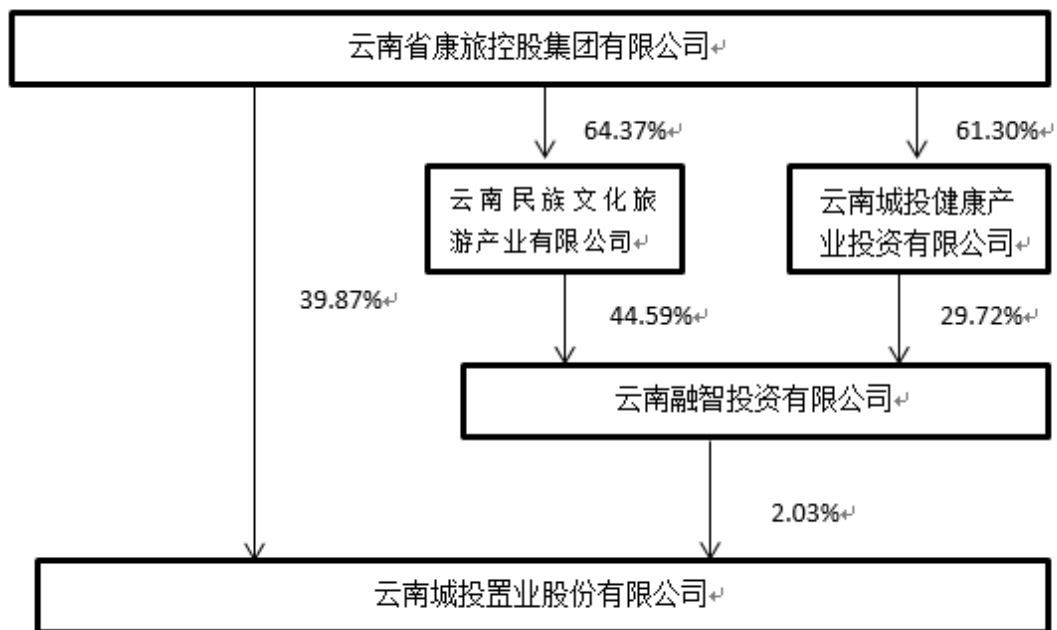 云南省康旅控股集团有限公司↵
64.37%↵
61.30%↵
云南民族文化旅
游产业有限公司↵
云南城投健康产
业投资有限公司↵
39.87%↵
44.59%↵
29.72%↵
云南融智投资有限公司↵
2.03%↵
云南城投置业股份有限公司↵